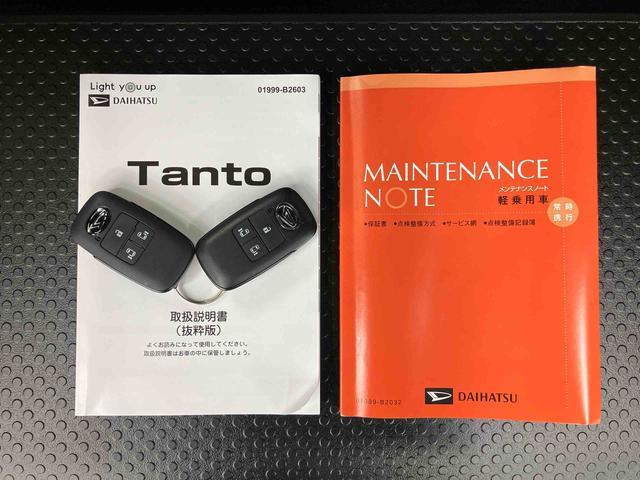 Light you up
DAIHATSU
01999-B2603
Tanto
取扱説明書
（抜粋版）
よくお読みになって使用してください。
取扱説明書はお車の中に保管しましょう。
MAINTENANCE
NOTE
メンテナンスノート
軽乗用車
常時
携行
●保証書 ●点検整備方式 ●サービス網 ●点検整備記録簿
01999-B2032
DAIHATSU